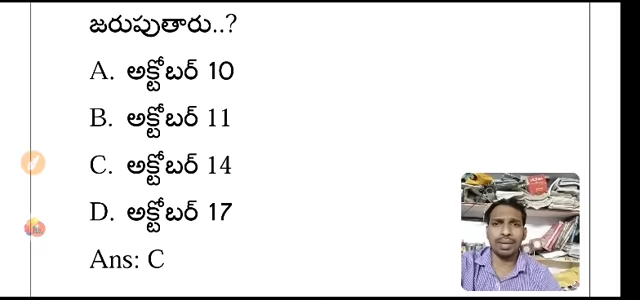 జరుపుతారు..?
A. అక్టోబర్ 10
B. అక్టోబర్ 11
C. అక్టోబర్ 14
D. అక్టోబర్ 17
Ans: C